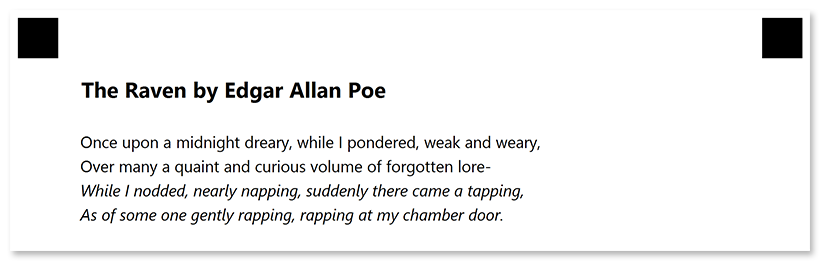 The Raven by Edgar Allan Poe
Once upon a midnight dreary, while I pondered, weak and weary,
Over many a quaint and curious volume of forgotten lore-
While I nodded, nearly napping, suddenly there came a tapping,
As of some one gently rapping, rapping at my chamber door.